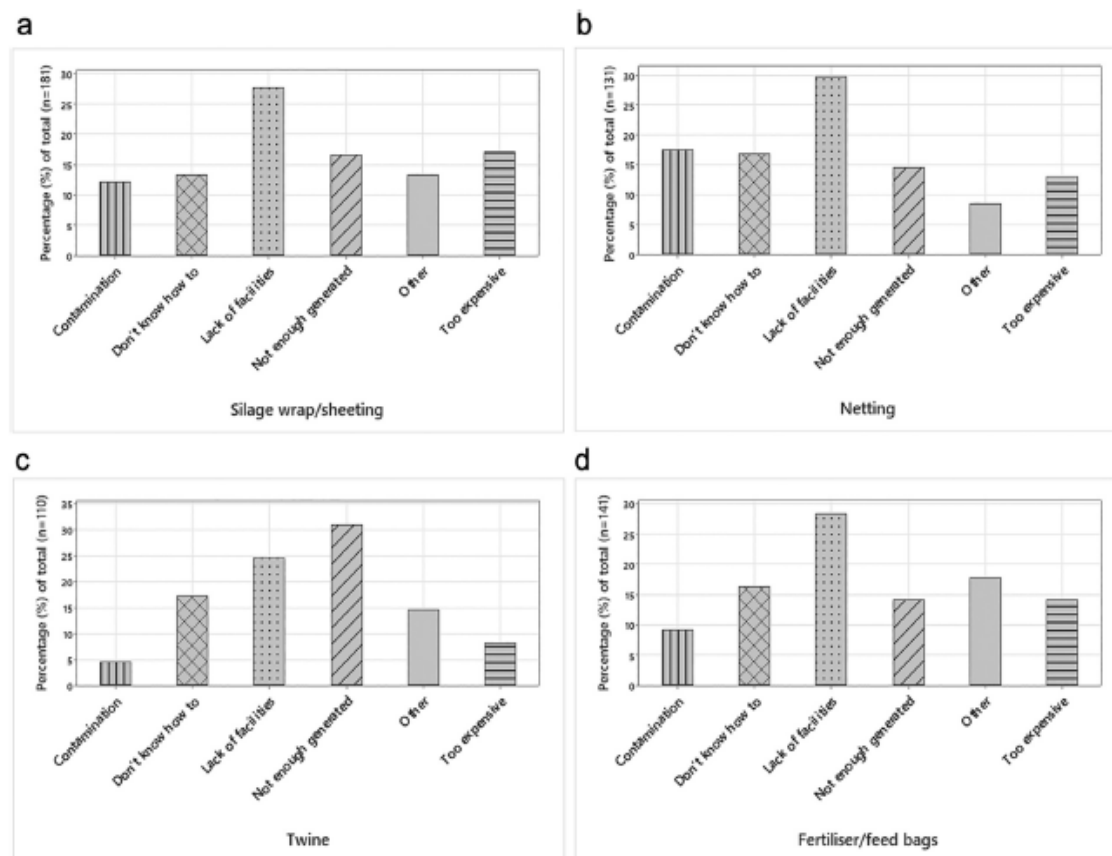 a
Percentage (%) of total (n=181)
30
25
20
15
10
5
0
Contamination
Don't know how to
Lack of facilities
Not enough generated
Other
Too expensive
Silage wrap/sheeting
b
Percentage (%) of total (n=131)
30
25
20
15
10
5
0
Contamination
Don't know how to
Lack of facilities
Not enough generated
Other
Too expensive
Netting
c
Percentage (%) of total (n=110)
35
30
25
20
15
10
5
0
Contamination
Don't know how to
Lack of facilities
Not enough generated
Other
Too expensive
Twine
d
Percentage (%) of total (n=141)
30
25
20
15
10
5
0
Contamination
Don't know how to
Lack of facilities
Not enough generated
Other
Too expensive
Fertiliser/feed bags